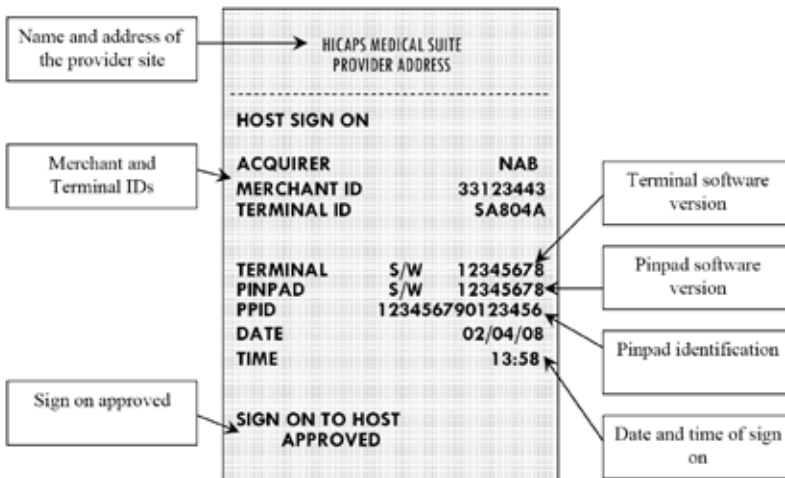 Name and address of
the provider site
HICAPS MEDICAL SUITE
PROVIDER ADDRESS
HOST SIGN ON
Merchant and
Terminal IDs
ACQUIRER NAB
MERCHANT ID 33123443
TERMINAL ID SA804A
Terminal software
version
TERMINAL S/W 12345678
PINPAD S/W 12345678
PPID 123456790123456
DATE 02/04/08
TIME 13:58
Pinpad software
version
Pinpad identification
Sign on approved
SIGN ON TO HOST
APPROVED
Date and time of sign
on